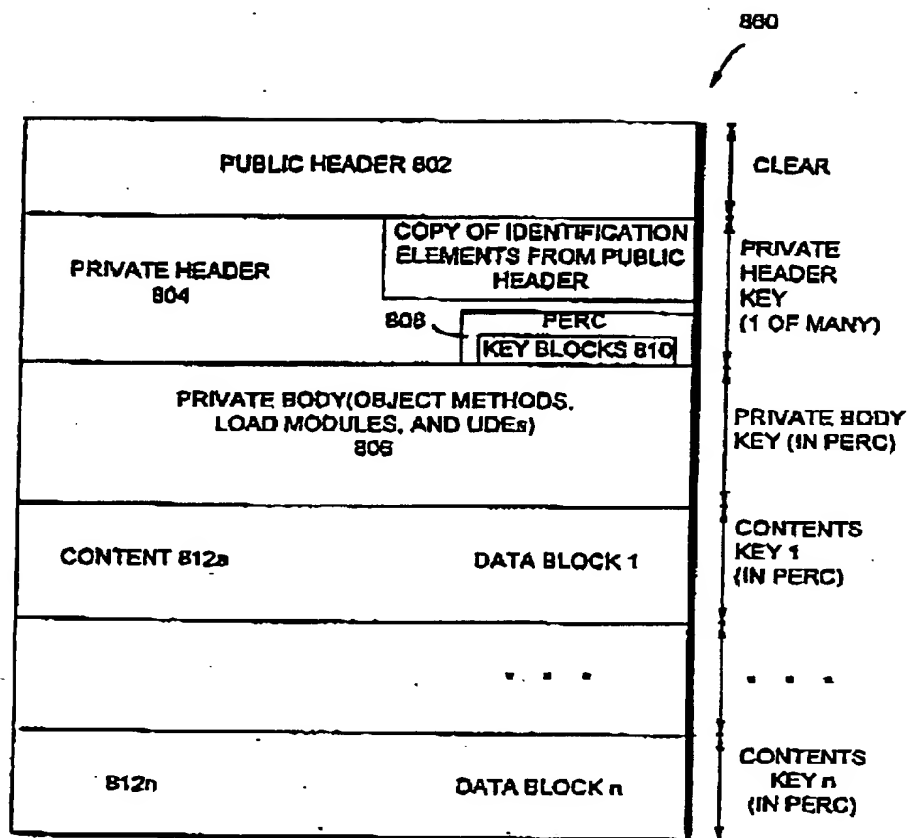 860
PUBLIC HEADER 802
CLEAR
PRIVATE HEADER
804
COPY OF IDENTIFICATION
ELEMENTS FROM PUBLIC
HEADER
808
PERC
KEY BLOCKS 810
PRIVATE
HEADER
KEY
(1 OF MANY)
PRIVATE BODY(OBJECT METHODS,
LOAD MODULES, AND UDEs)
806
PRIVATE BODY
KEY (IN PERC)
CONTENT 812a
DATA BLOCK 1
CONTENTS
KEY 1
(IN PERC)
. . .
. . .
812n
DATA BLOCK n
CONTENTS
KEY n
(IN PERC)